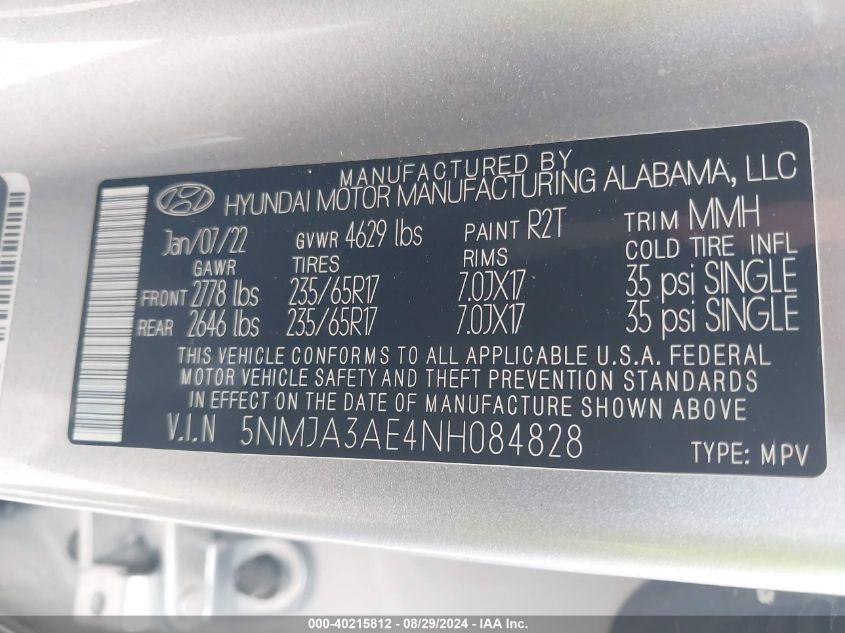 MANUFACTURED BY
HYUNDAI MOTOR MANUFACTURING ALABAMA, LLC
Jan/07/22 GVWR 4629 lbs PAINT R2T TRIM MMH
GAWR TIRES RIMS COLD TIRE INFL
FRONT 2778 lbs 235/65R17 7.0JX17 35 psi SINGLE
REAR 2646 lbs 235/65R17 7.0JX17 35 psi SINGLE
THIS VEHICLE CONFORMS TO ALL APPLICABLE U.S.A. FEDERAL
MOTOR VEHICLE SAFETY AND THEFT PREVENTION STANDARDS
IN EFFECT ON THE DATE OF MANUFACTURE SHOWN ABOVE.
V.I.N 5NMJA3AE4NH084828 TYPE: MPV
000-40215812 - 08/29/2024 - IAA Inc.